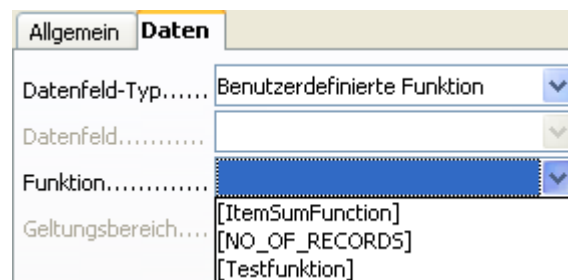 Allgemein Daten
Datenfeld-Typ...... Benutzerdefinierte Funktion
Datenfeld...........
Funktion.............
[ItemSumFunction]
Geltungsbereich....
[NO_OF_RECORDS]
[Testfunktion]